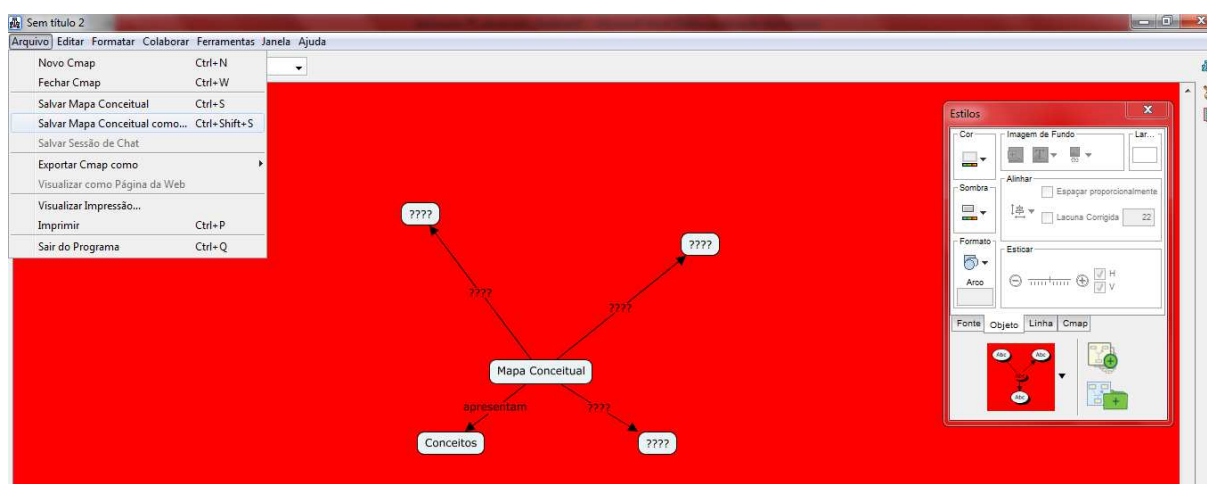 Sem título 2
Arquivo Editar Formatar Colaborar Ferramentas Janela Ajuda
Novo Cmap Ctrl+N
Fechar Cmap Ctrl+W
Salvar Mapa Conceitual Ctrl+S
Salvar Mapa Conceitual como... Ctrl+Shift+S
Salvar Sessão de Chat
Exportar Cmap como
Visualizar como Página da Web
Visualizar Impressão...
Imprimir Ctrl+P
Sair do Programa Ctrl+Q
????
????
????
????
Mapa Conceitual
apresentam ????
Conceitos ????
Estilos
Cor Imagem de Fundo Lar...
Alinhar
Sombra Espaçar proporcionalmente
Lacuna Corrigida 22
Formato Esticar
Arco H
V
Fonte Objeto Linha Cmap
Abc Abc
Abc